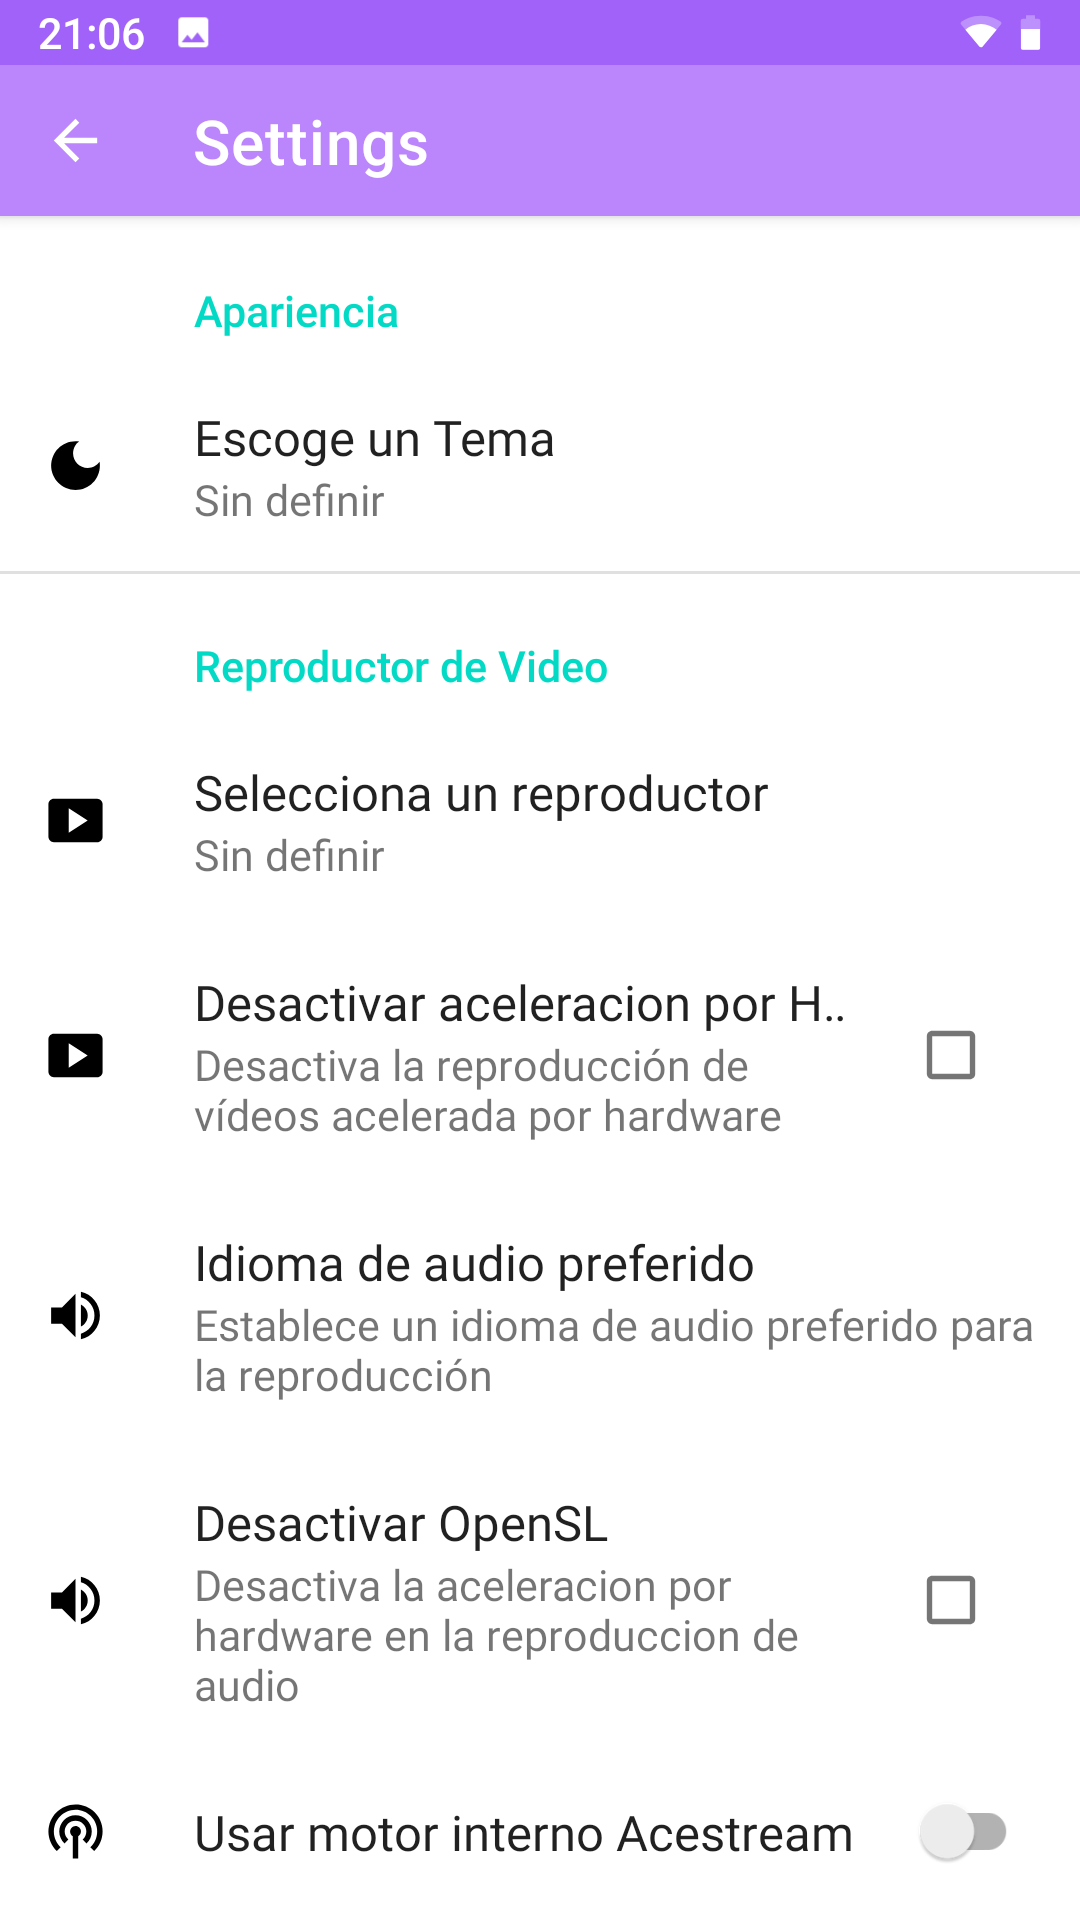 21:06
Settings
Apariencia
Escoge un Tema
Sin definir
Reproductor de Video
Selecciona un reproductor
Sin definir
Desactivar aceleracion por H..
Desactiva la reproducción de
vídeos acelerada por hardware
Idioma de audio preferido
Establece un idioma de audio preferido para
la reproducción
Desactivar OpenSL
Desactiva la aceleracion por
hardware en la reproduccion de
audio
Usar motor interno Acestream